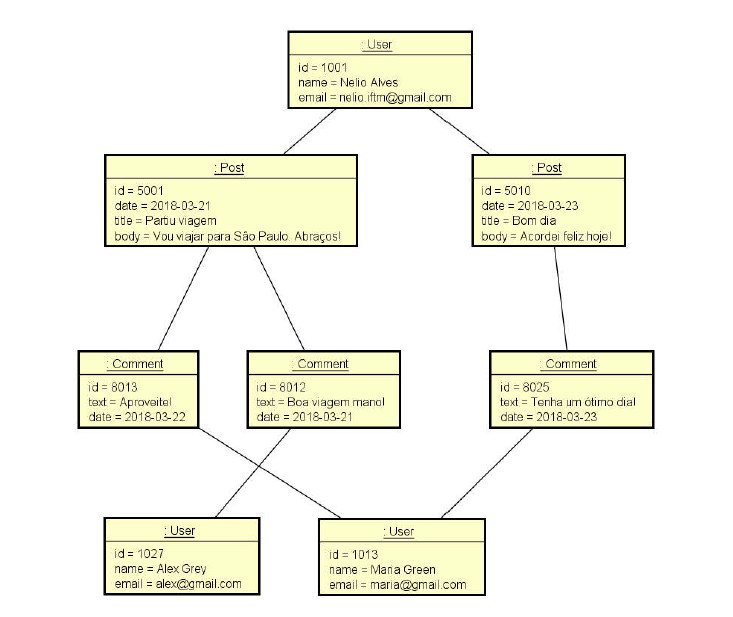 : User
id = 1001
name = Nelio Alves
email = nelio.iftm@gmail.com
: Post
id = 5001
date = 2018-03-21
title = Partiu viagem
body = Vou viajar para São Paulo. Abraços!
: Post
id = 5010
date = 2018-03-23
title = Bom dia
body = Acordei feliz hoje!
: Comment
id = 8013
text = Aproveite!
date = 2018-03-22
: Comment
id = 8012
text = Boa viagem mano!
date = 2018-03-21
: Comment
id = 8025
text = Tenha um ótimo dia!
date = 2018-03-23
: User
id = 1027
name = Alex Grey
email = alex@gmail.com
: User
id = 1013
name = Maria Green
email = maria@gmail.com